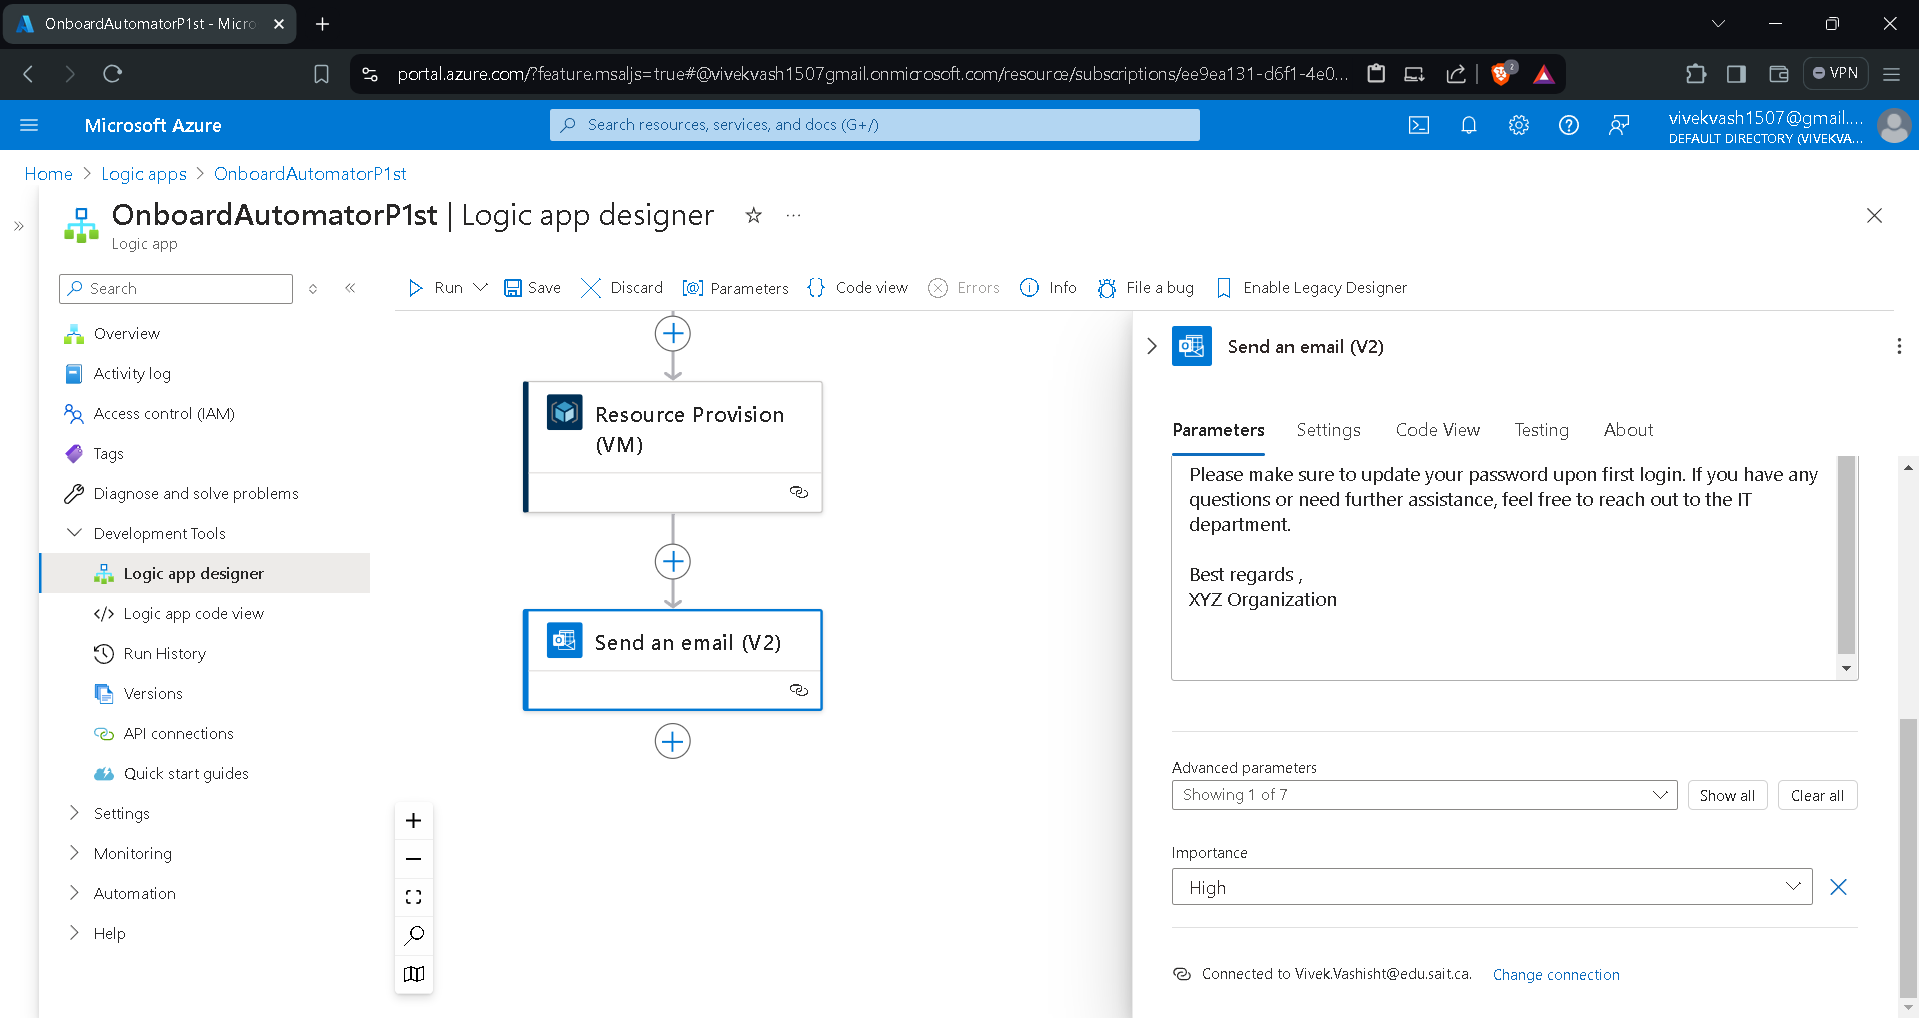 OnboardAutomatorP1st - Micro
portal.azure.com/?feature.msaljs=true#@vivekvash1507gmail.onmicrosoft.com/resource/subscriptions/ee9ea131-d6f1-4e0...
2
VPN
Microsoft Azure
Search resources, services, and docs (G+/)
vivekvash1507@gmail....
DEFAULT DIRECTORY (VIVEKVA...
Home > Logic apps > OnboardAutomatorP1st
OnboardAutomatorP1st | Logic app designer
Logic app
Search
Overview
Activity log
Access control (IAM)
Tags
Diagnose and solve problems
Development Tools
Logic app designer
Logic app code view
Run History
Versions
API connections
Quick start guides
Settings
Monitoring
Automation
Help
Run
Save
Discard
Parameters
Code view
Errors
Info
File a bug
Enable Legacy Designer
Resource Provision
(VM)
Send an email (V2)
Send an email (V2)
Parameters
Settings
Code View
Testing
About
Please make sure to update your password upon first login. If you have any
questions or need further assistance, feel free to reach out to the IT
department.
Best regards ,
XYZ Organization
Advanced parameters
Showing 1 of 7
Show all
Clear all
Importance
High
Connected to Vivek.Vashisht@edu.sait.ca. Change connection